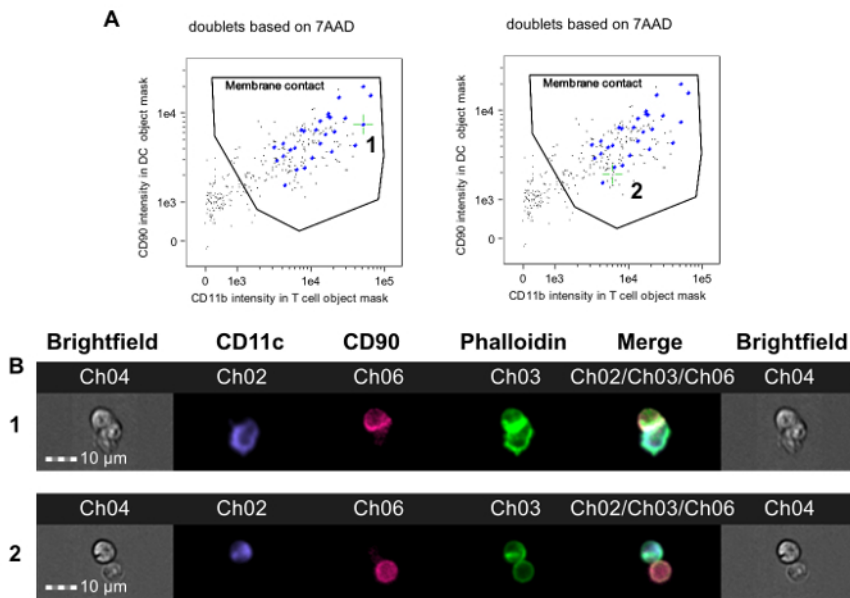 A
doublets based on 7AAD
doublets based on 7AAD
CD90 intensity in DC object mask
1e4
1e3
0
Membrane contact
1
0
1e3
1e4
1e5
CD11b intensity in T cell object mask
CD90 intensity in DC object mask
1e4
1e3
0
Membrane contact
2
0
1e3
1e4
1e5
CD11b intensity in T cell object mask
B
Brightfield CD11c CD90 Phalloidin Merge Brightfield
Ch04 Ch02 Ch06 Ch03 Ch02/Ch03/Ch06 Ch04
1
10 µm
Ch04 Ch02 Ch06 Ch03 Ch02/Ch03/Ch06 Ch04
2
10 µm